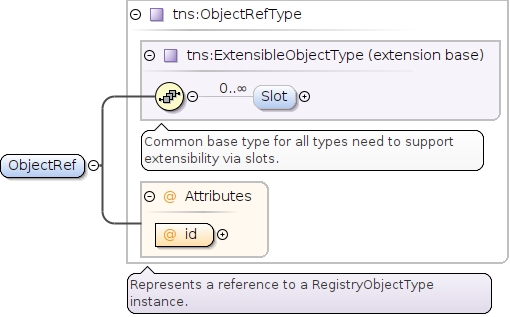 tns:ObjectRefType
tns:ExtensibleObjectType (extension base)
0..∞
Slot
Common base type for all types need to support
extensibility via slots.
ObjectRef
@ Attributes
@ id
Represents a reference to a RegistryObjectType
instance.